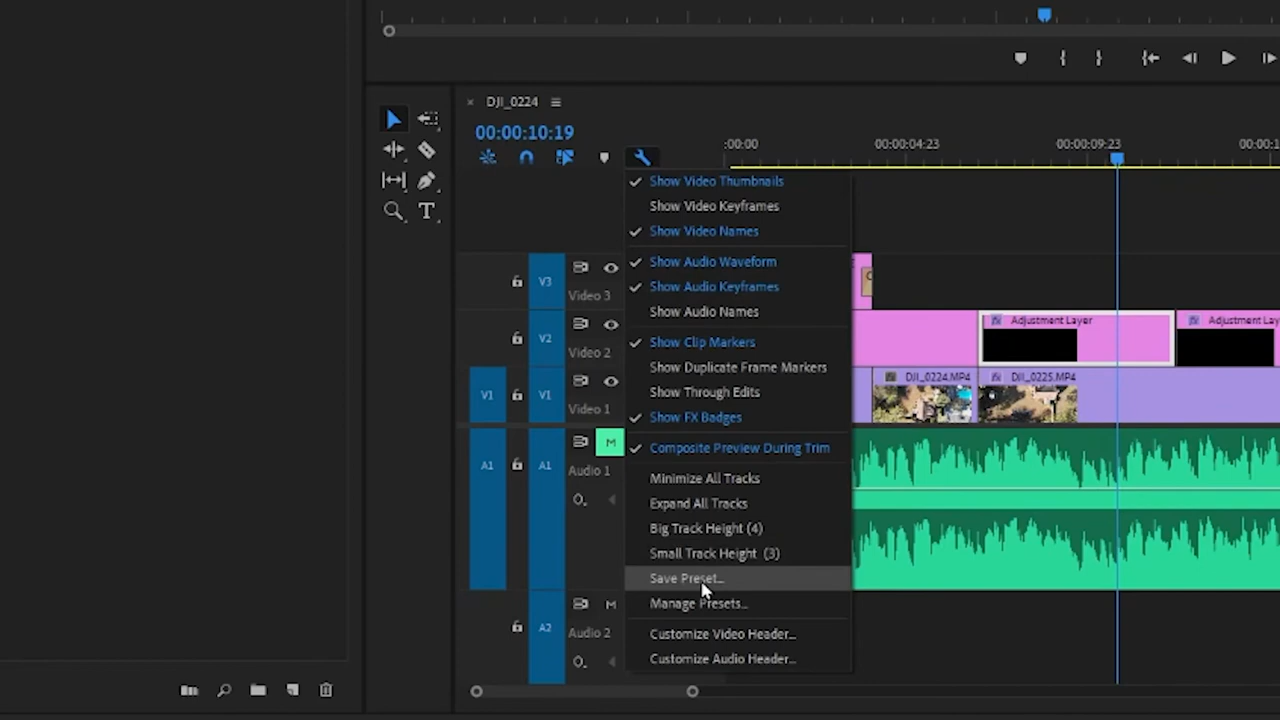 DJI_0224
00:00:10:19
:00:00
00:00:04:23
00:00:09:23
00:00:1
Show Video Thumbnails
Show Video Keyframes
Show Video Names
Show Audio Waveform
Show Audio Keyframes
Show Audio Names
Show Clip Markers
Show Duplicate Frame Markers
Show Through Edits
Show FX Badges
Composite Preview During Trim
Minimize All Tracks
Expand All Tracks
Big Track Height (4)
Small Track Height (3)
Save Preset...
Manage Presets...
Customize Video Header...
Customize Audio Header...
V3
Video 3
V2
Video 2
Adjustment Layer
Adjustment Lay
V1
V1
Video 1
DJI_0224.MP4
DJI_0225.MP4
A1
A1
M
Audio 1
A2
M
Audio 2